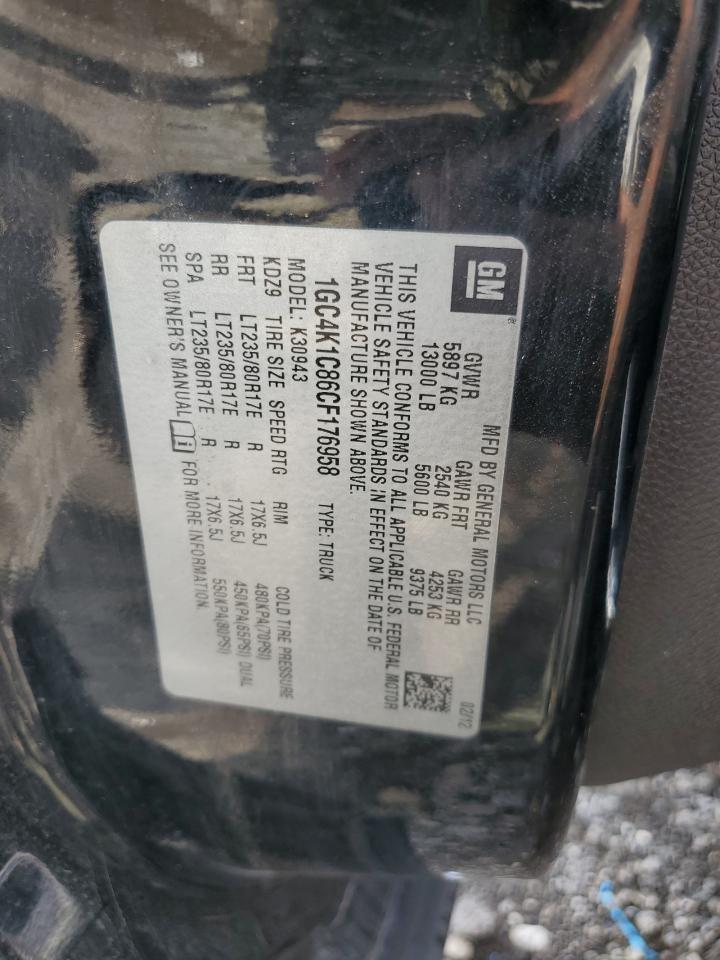 GM®
MFD BY GENERAL MOTORS LLC 02/12
GVWR GAWR FRT GAWR RR
5897 KG 2540 KG 4253 KG
13000 LB 5600 LB 9375 LB
THIS VEHICLE CONFORMS TO ALL APPLICABLE U.S. FEDERAL MOTOR
VEHICLE SAFETY STANDARDS IN EFFECT ON THE DATE OF
MANUFACTURE SHOWN ABOVE.
1GC4K1C86CF176958 TYPE: TRUCK
MODEL: K30943
KDZ9 TIRE SIZE SPEED RTG RIM COLD TIRE PRESSURE
FRT LT235/80R17E R 17X6.5J 480KPA(70PSI)
RR LT235/80R17E R 17X6.5J 450KPA(65PSI) DUAL
SPA LT235/80R17E R 17X6.5J 550KPA(80PSI)
SEE OWNER'S MANUAL i FOR MORE INFORMATION.